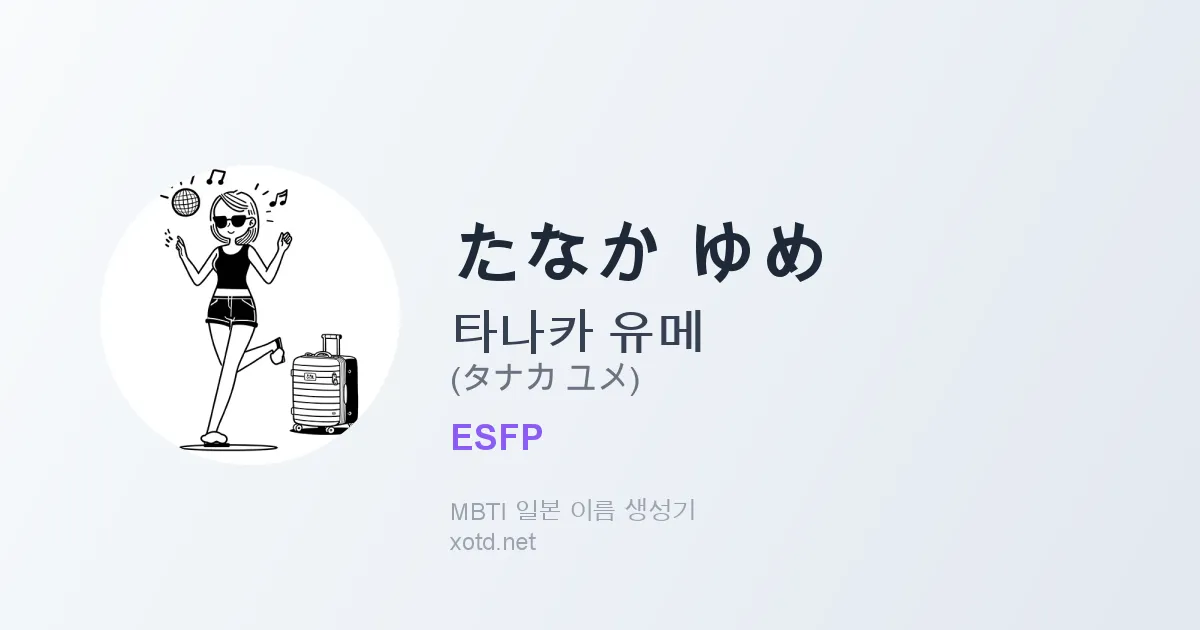 たなか ゆめ
타나카 유메
(タナカ ユメ)
ESFP
MBTI 일본 이름 생성기
xotd.net